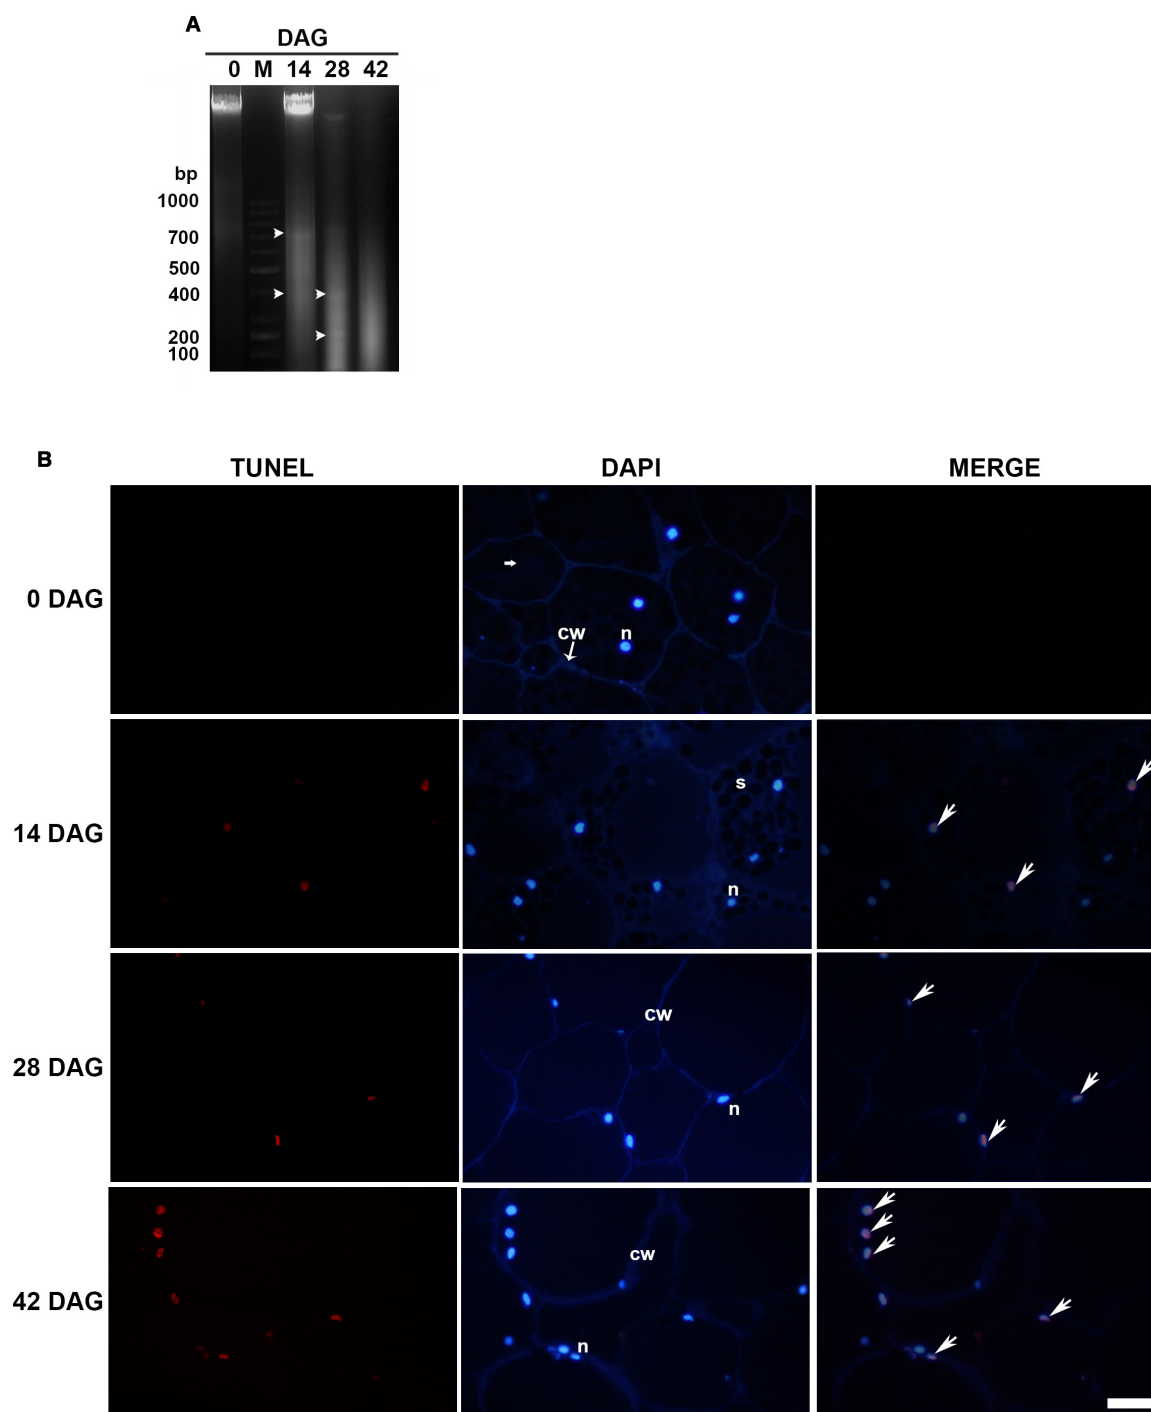 A
DAG
0 M 14 28 42
bp
1000
700
500
400
200
100
B
TUNEL DAPI MERGE
0 DAG
cw n
14 DAG
s
n
28 DAG
cw
n
42 DAG
cw
n